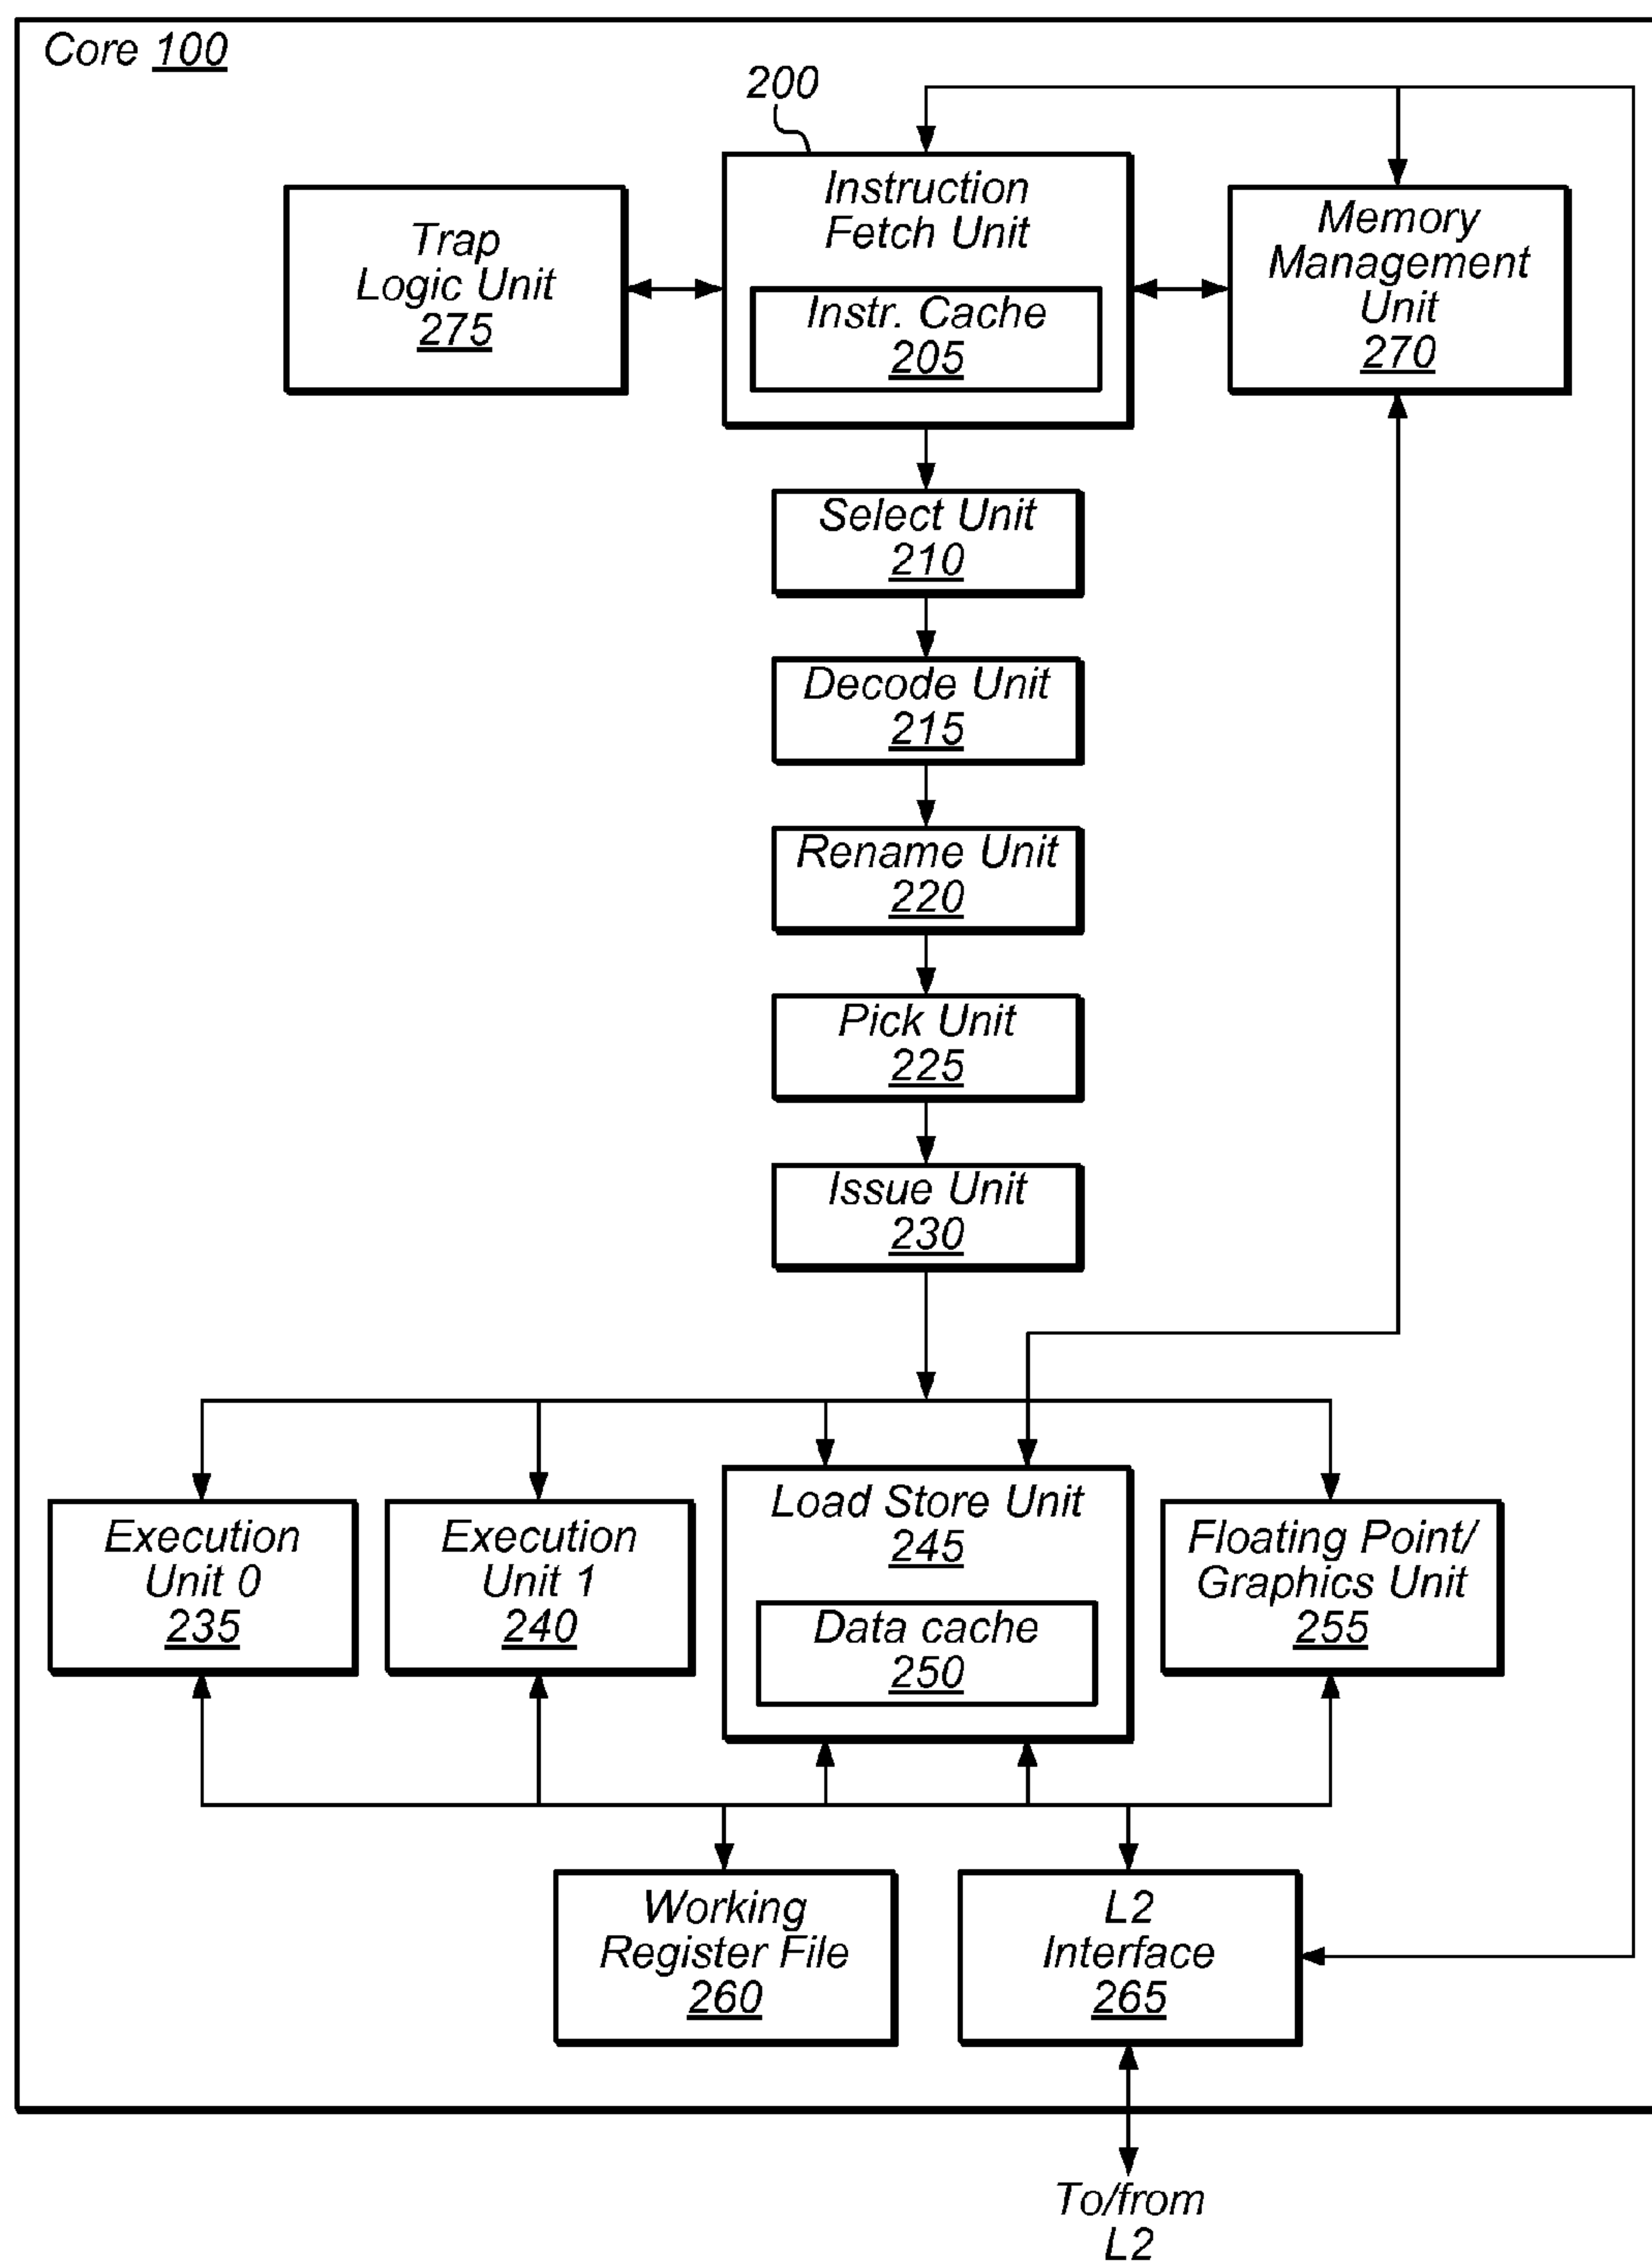 Core 100
200
Instruction
Fetch Unit
Instr. Cache
205
Trap
Logic Unit
275
Memory
Management
Unit
270
Select Unit
210
Decode Unit
215
Rename Unit
220
Pick Unit
225
Issue Unit
230
Execution
Unit 0
235
Execution
Unit 1
240
Load Store Unit
245
Data cache
250
Floating Point/
Graphics Unit
255
Working
Register File
260
L2
Interface
265
To/from
L2